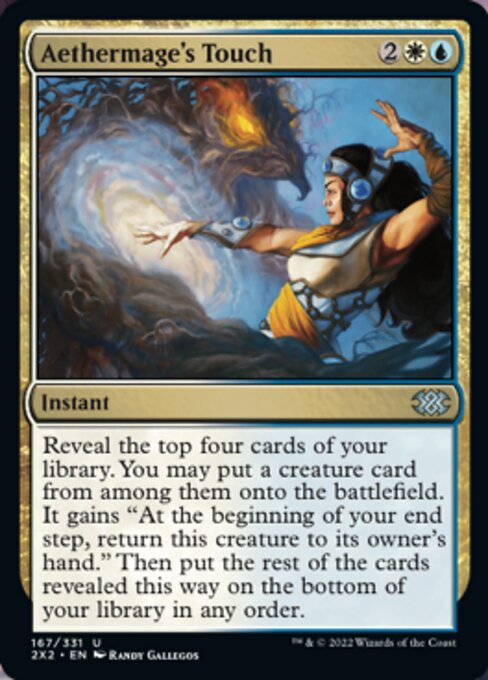 Aethermage's Touch 2
Instant
Reveal the top four cards of your
library. You may put a creature card
from among them onto the battlefield.
It gains “At the beginning of your end
step, return this creature to its owner's
hand.” Then put the rest of the cards
revealed this way on the bottom of
your library in any order.
167/331 U
2X2 • EN Randy Gallegos
™ & © 2022 Wizards of the Coast